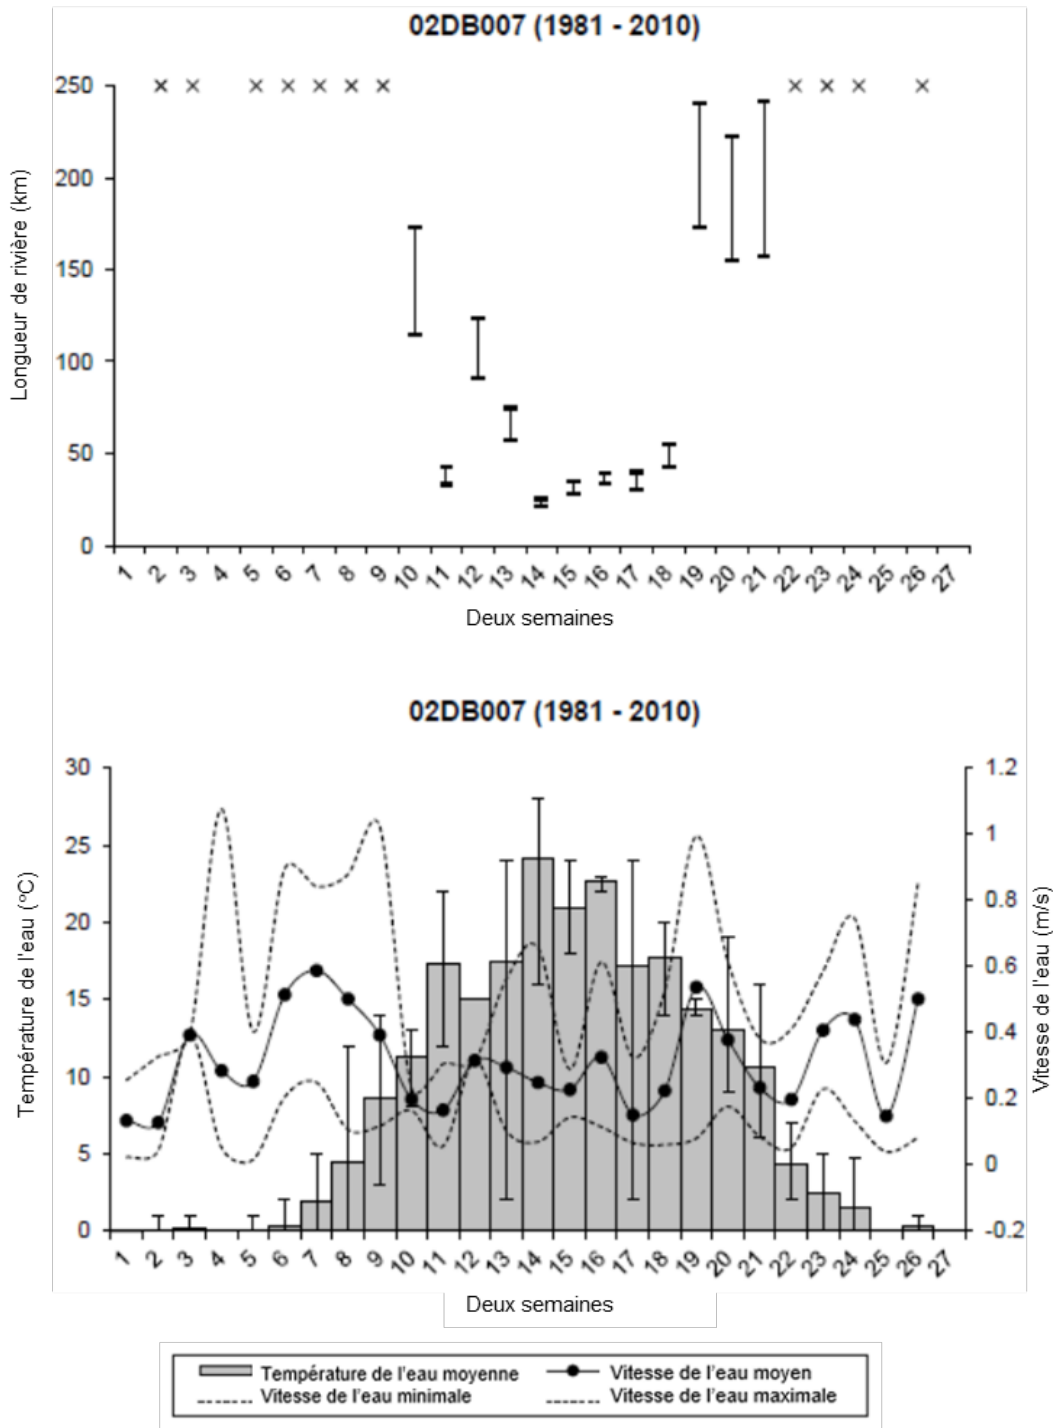 02DB007 (1981 - 2010)
Longueur de rivière (km)
250
200
150
100
50
0
1 2 3 4 5 6 7 8 9 10 11 12 13 14 15 16 17 18 19 20 21 22 23 24 25 26 27
Deux semaines
02DB007 (1981 - 2010)
Température de l'eau (°C)
30
25
20
15
10
5
0
1.2
1
0.8
0.6
0.4
0.2
0
-0.2
Vitesse de l'eau (m/s)
1 2 3 4 5 6 7 8 9 10 11 12 13 14 15 16 17 18 19 20 21 22 23 24 25 26 27
Deux semaines
Température de l'eau moyenne
Vitesse de l'eau moyen
Vitesse de l'eau minimale
Vitesse de l'eau maximale